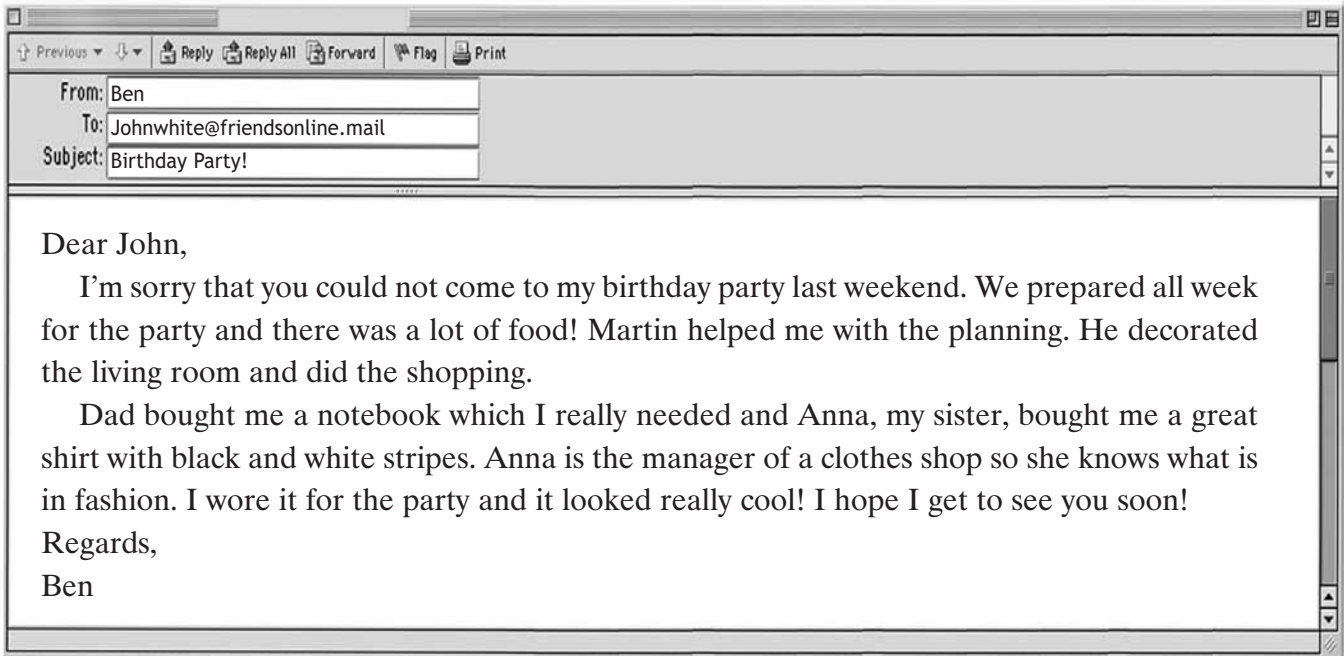 Previous Reply Reply All Forward Flag Print
From: Ben
To: Johnwhite@friendsonline.mail
Subject: Birthday Party!
Dear John,
I'm sorry that you could not come to my birthday party last weekend. We prepared all week
for the party and there was a lot of food! Martin helped me with the planning. He decorated
the living room and did the shopping.
Dad bought me a notebook which I really needed and Anna, my sister, bought me a great
shirt with black and white stripes. Anna is the manager of a clothes shop so she knows what is
in fashion. I wore it for the party and it looked really cool! I hope I get to see you soon!
Regards,
Ben